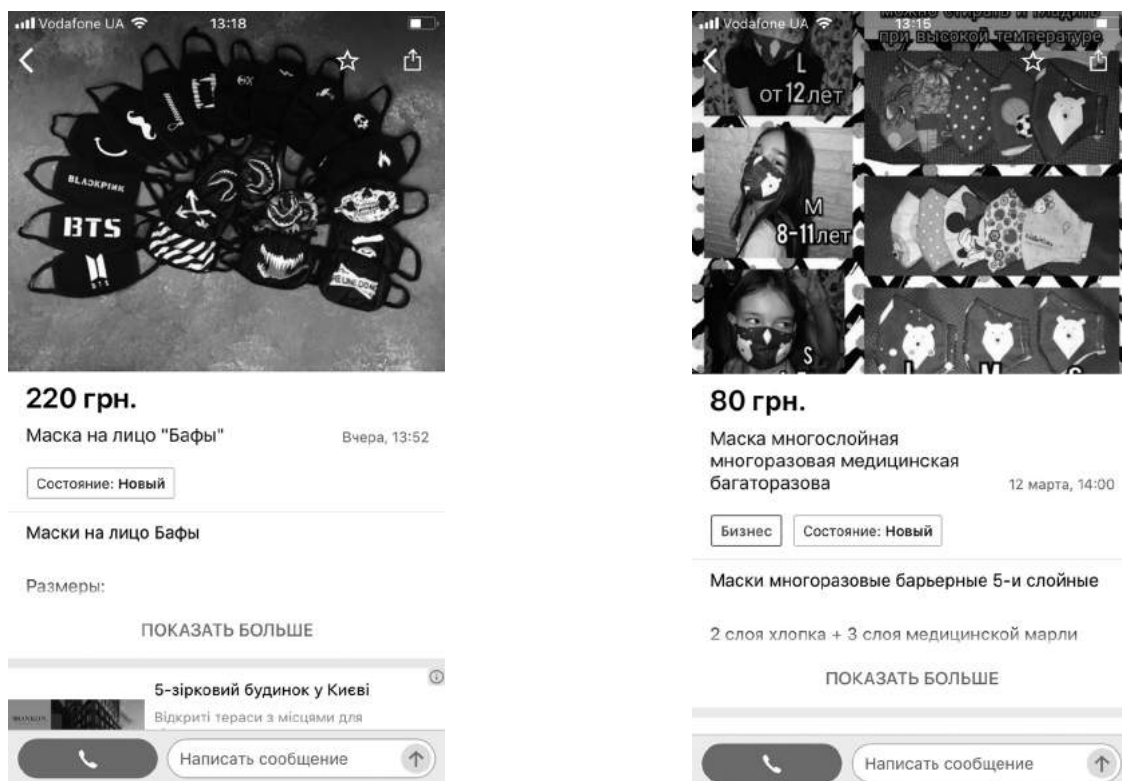 Vodafone UA 13:18
BLACKPINK
BTS
BTS
220 грн.
Маска на лицо "Бафы" Вчера, 13:52
Состояние: Новый
Маски на лицо Бафы
Размеры:
ПОКАЗАТЬ БОЛЬШЕ
5-зірковий будинок у Києві
Відкриті тераси з місцями для
Написать сообщение
Vodafone UA 13:15
можно стирать и гладить
при высокой температуре
L
от 12 лет
M
8-11 лет
S
L M S
80 грн.
Маска многослойная
многоразовая медицинская
багаторазова 12 марта, 14:00
Бизнес Состояние: Новый
Маски многоразовые барьерные 5-и слойные
2 слоя хлопка + 3 слоя медицинской марли
ПОКАЗАТЬ БОЛЬШЕ
Написать сообщение